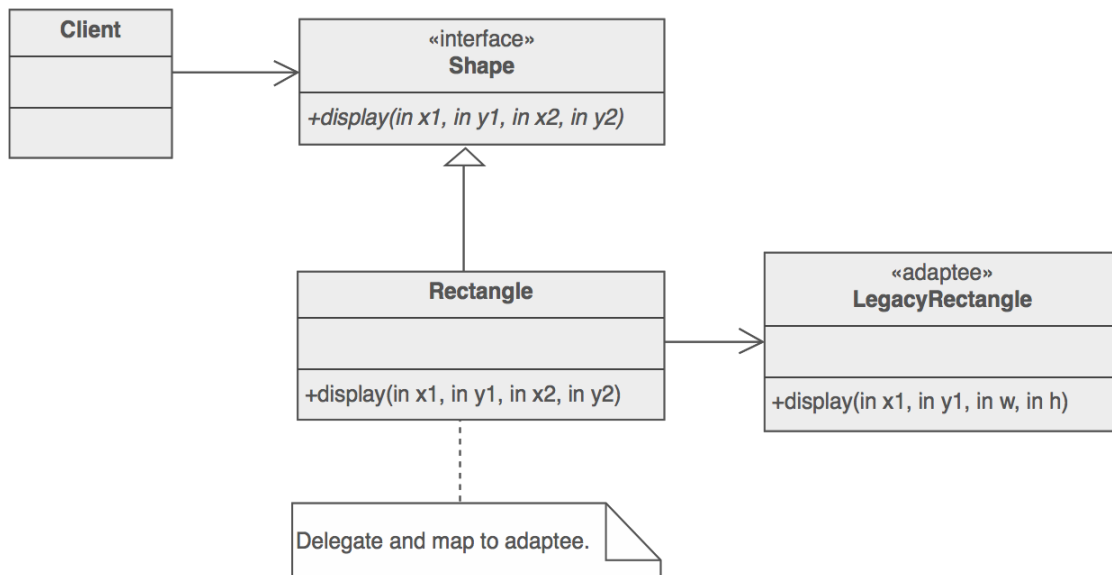 Client
«interface»
Shape
+display(in x1, in y1, in x2, in y2)
Rectangle
+display(in x1, in y1, in x2, in y2)
«adaptee»
LegacyRectangle
+display(in x1, in y1, in w, in h)
Delegate and map to adaptee.